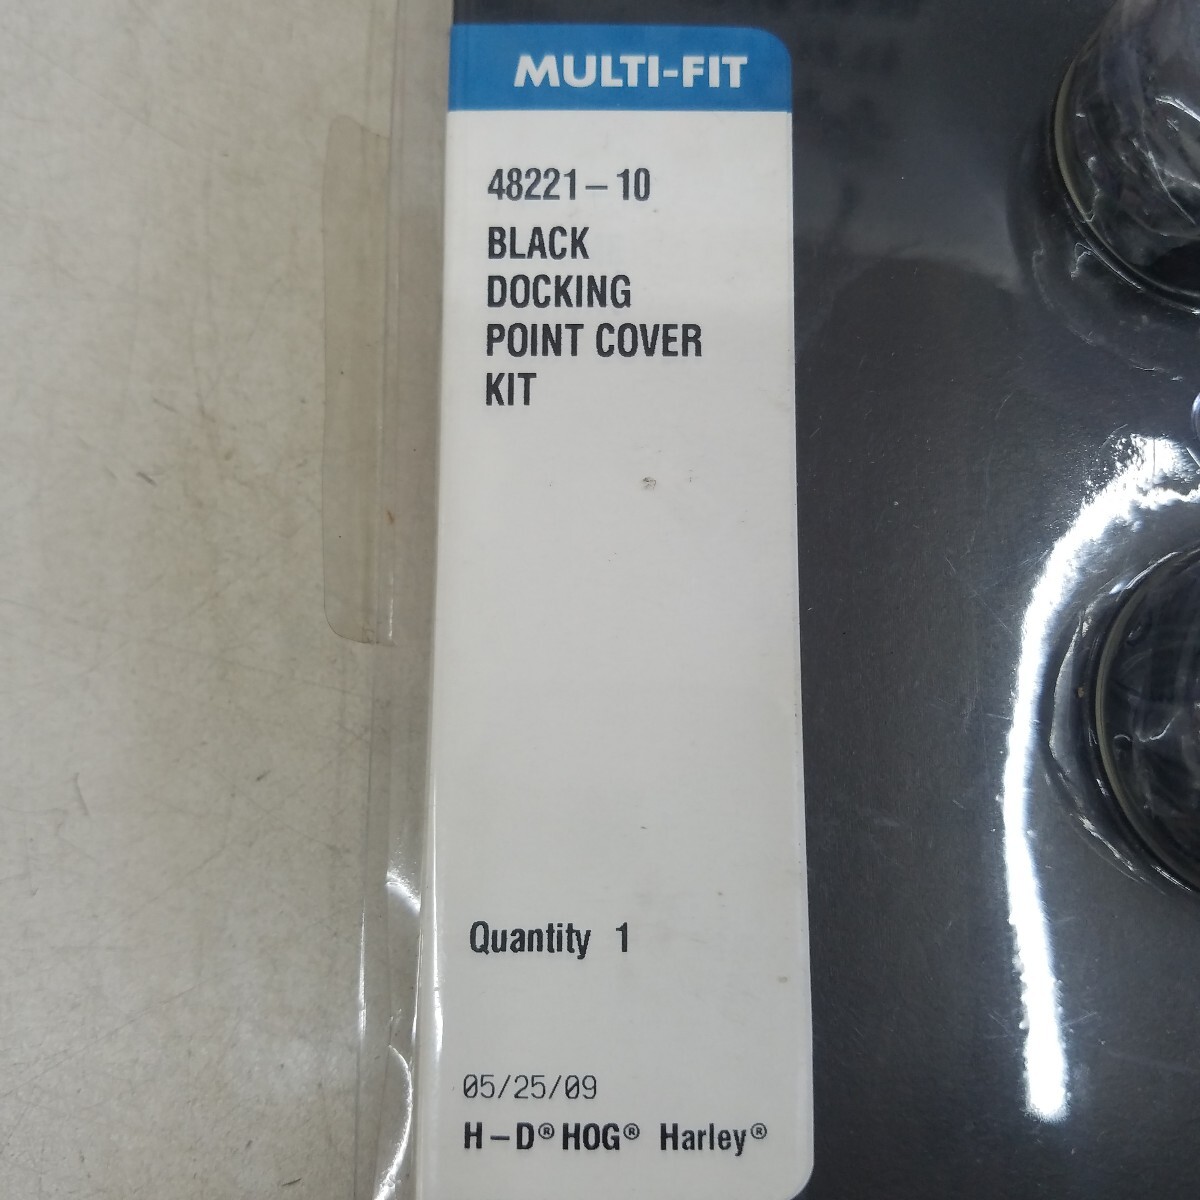 MULTI-FIT
48221-10
BLACK
DOCKING
POINT COVER
KIT
Quantity 1
05/25/09
H-D® HOG® Harley®